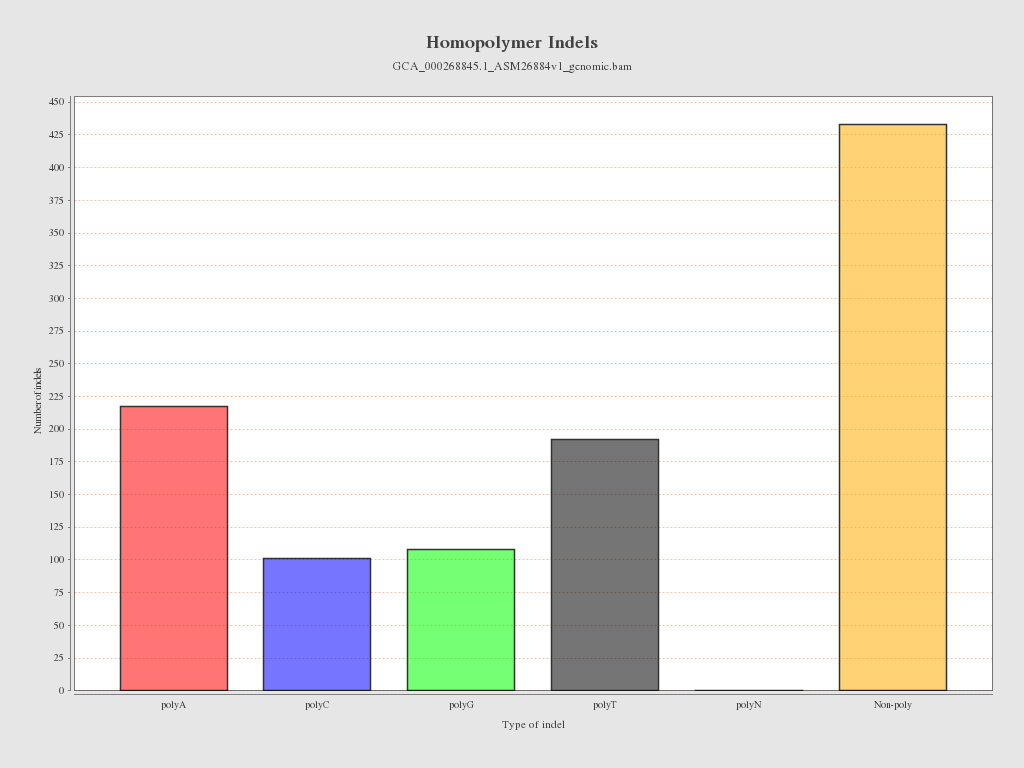 Homopolymer Indels
GCA_000268845.1_ASM26884v1_genomic.bam
450
425
400
375
350
325
300
275
250
225
200
175
150
125
100
75
50
25
0
Number of indels
polyA
polyC
polyG
polyT
polyN
Non-poly
Type of indel